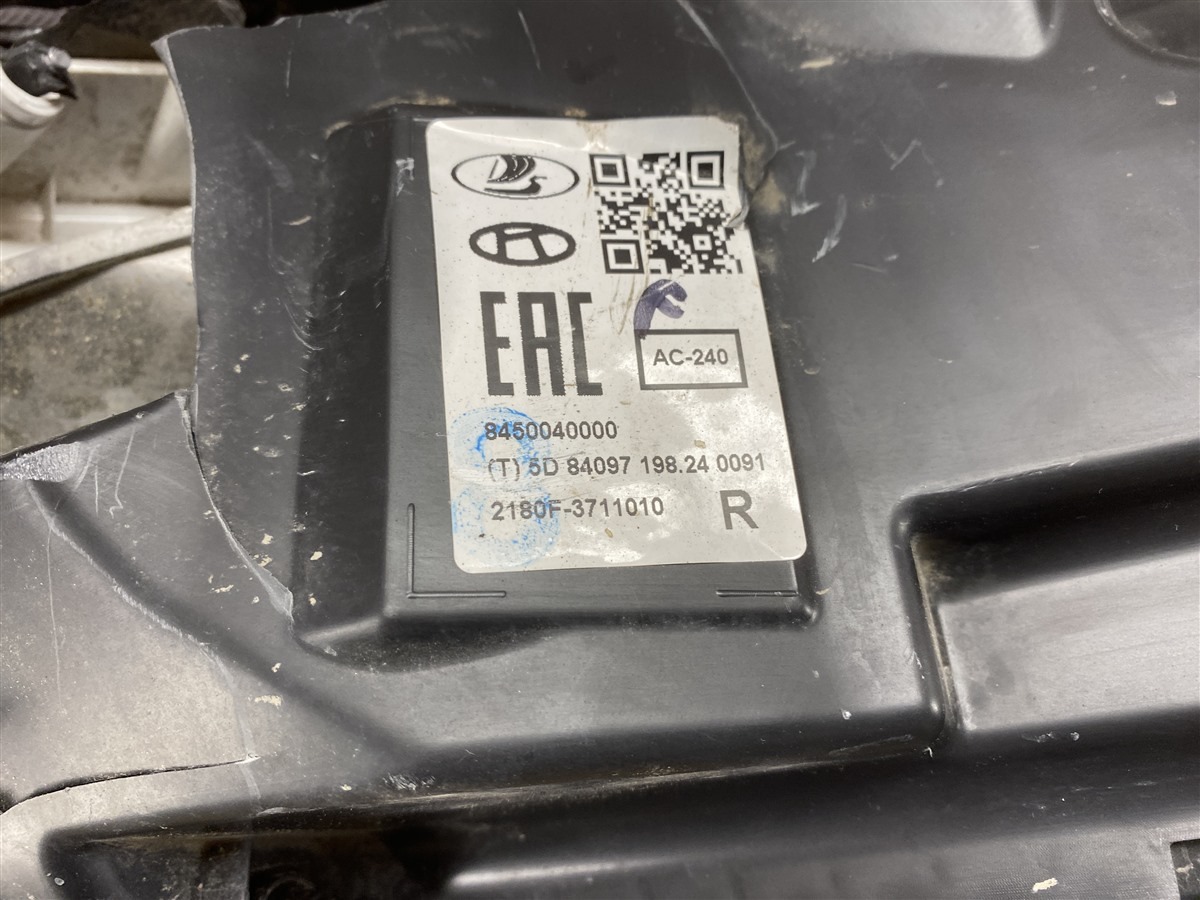 EAC
AC-240
8450040000
(T) 5D 84097 198.24 0091
2180F-3711010 R